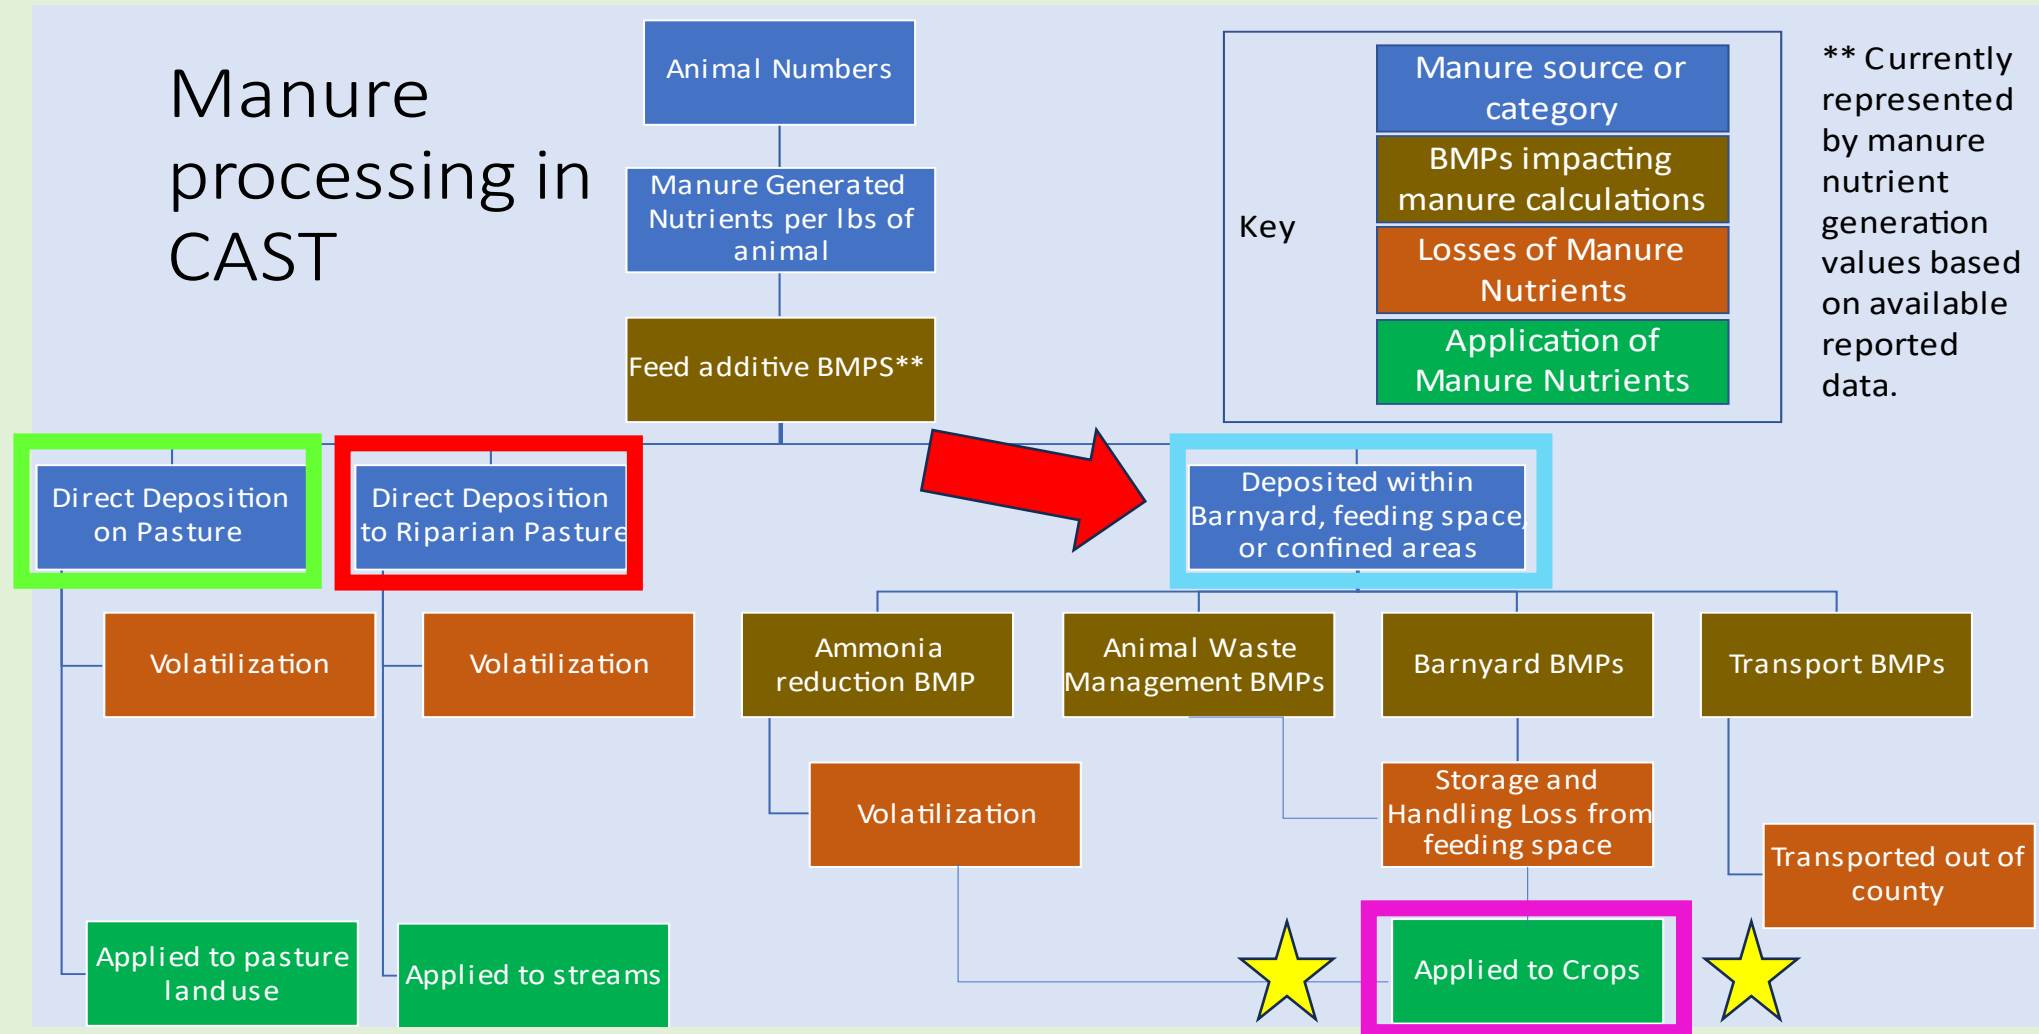 Manure
processing in
CAST
Animal Numbers
Manure Generated
Nutrients per lbs of
animal
Feed additive BMPS**
Key
Manure source or
category
BMPs impacting
manure calculations
Losses of Manure
Nutrients
Application of
Manure Nutrients
** Currently
represented
by manure
nutrient
generation
values based
on available
reported
data.
Direct Deposition
on Pasture
Direct Deposition
to Riparian Pasture
Deposited within
Barnyard, feeding space,
or confined areas
Volatilization
Volatilization
Ammonia
reduction BMP
Animal Waste
Management BMPs
Barnyard BMPs
Transport BMPs
Volatilization
Storage and
Handling Loss from
feeding space
Transported out of
county
Applied to pasture
land use
Applied to streams
Applied to Crops